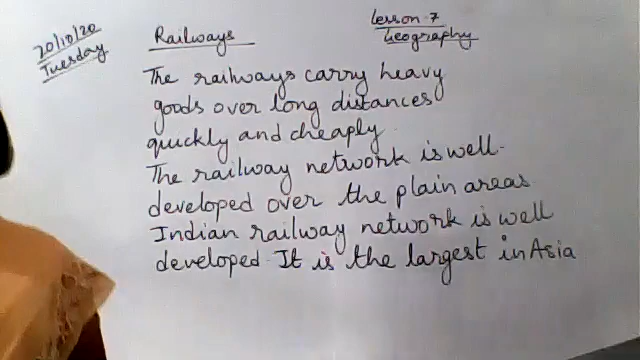 20/10/20
Tuesday
Railways
Lesson-7
Geography
The railways carry heavy
goods over long distances
quickly and cheaply.
The railway network is well-
developed over the plain areas
Indian railway network is well
developed. It is the largest in Asia